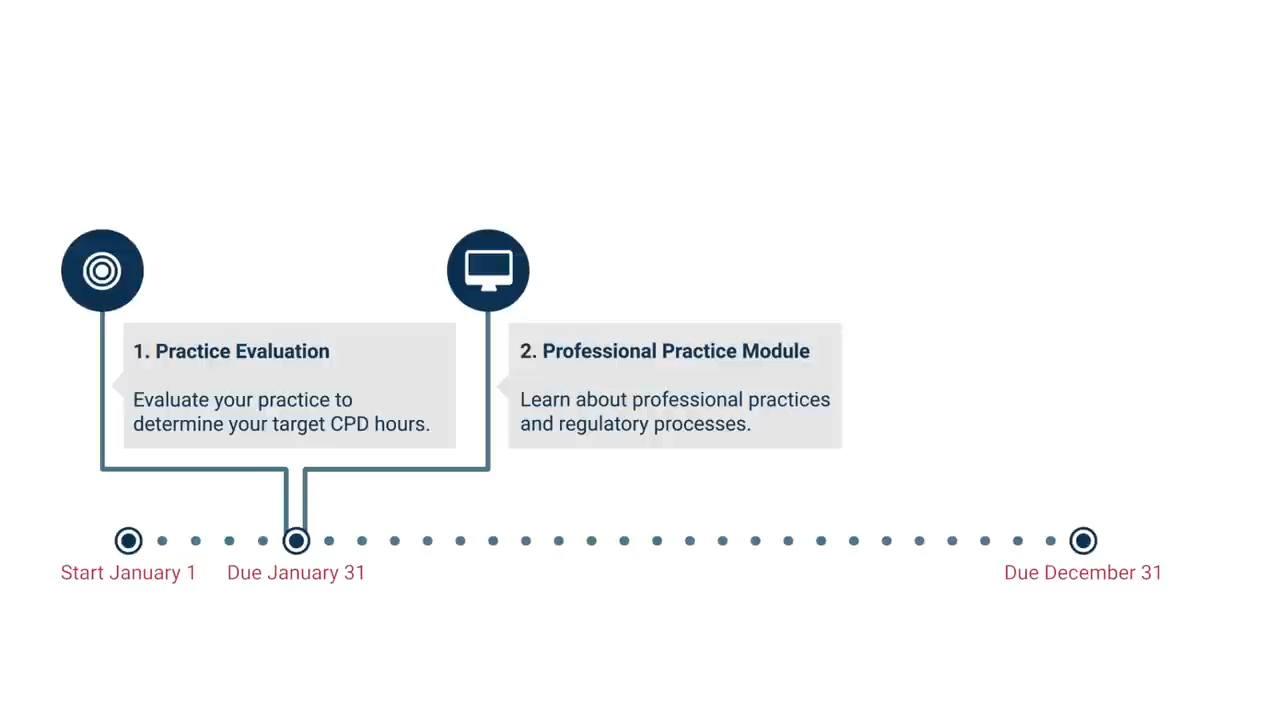 1. Practice Evaluation
Evaluate your practice to
determine your target CPD hours.
2. Professional Practice Module
Learn about professional practices
and regulatory processes.
Start January 1
Due January 31
Due December 31